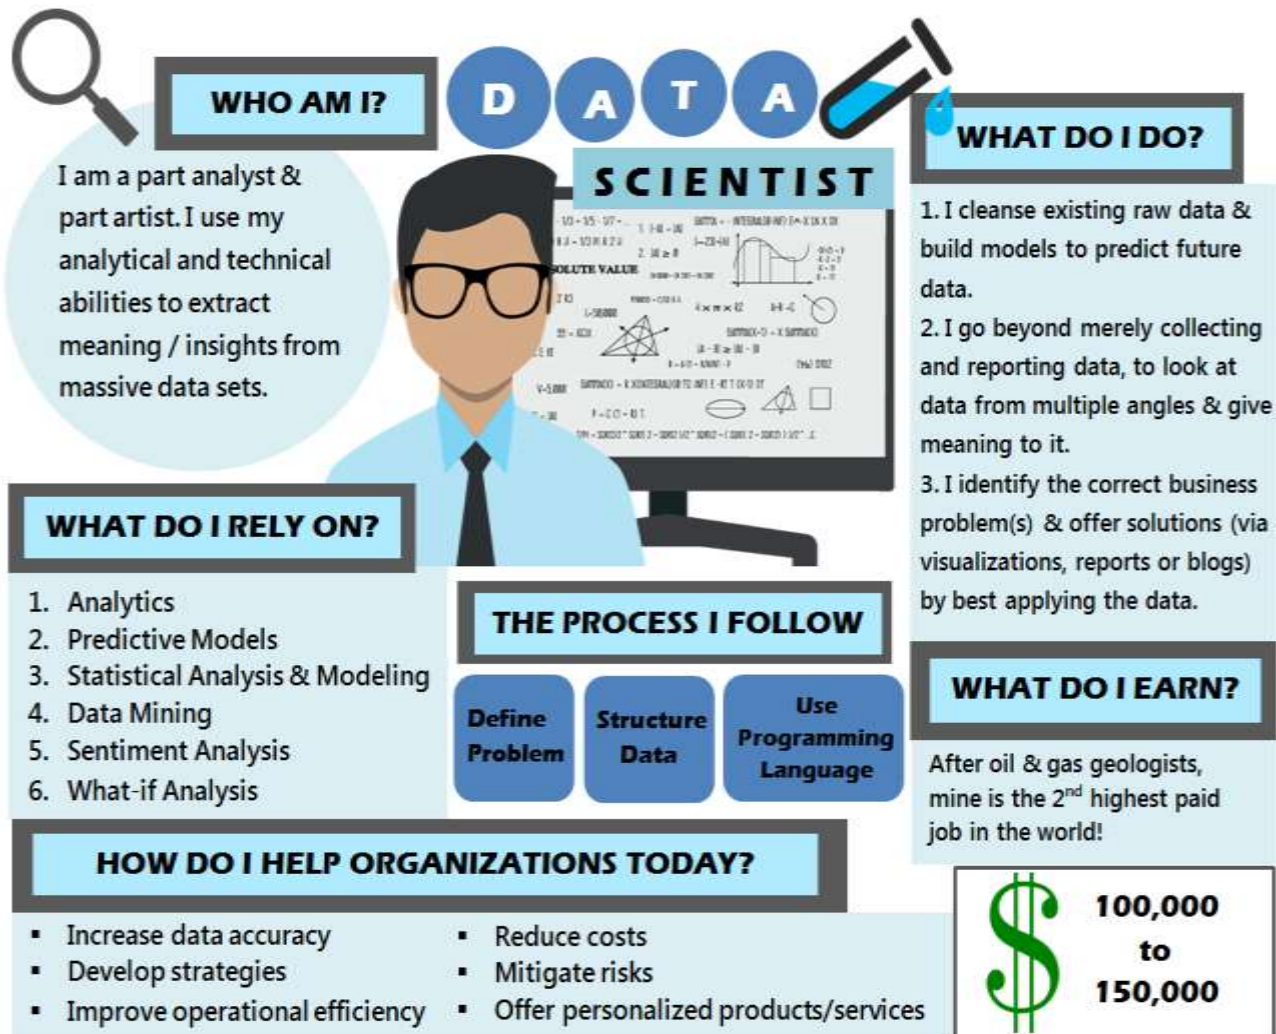 DATA
SCIENTIST
WHO AM I?
I am a part analyst &
part artist. I use my
analytical and technical
abilities to extract
meaning / insights from
massive data sets.
SOLUTE VALUE
WHAT DO I DO?
1. I cleanse existing raw data &
build models to predict future
data.
2. I go beyond merely collecting
and reporting data, to look at
data from multiple angles & give
meaning to it.
3. I identify the correct business
problem(s) & offer solutions (via
visualizations, reports or blogs)
by best applying the data.
WHAT DO I RELY ON?
1. Analytics
2. Predictive Models
3. Statistical Analysis & Modeling
4. Data Mining
5. Sentiment Analysis
6. What-if Analysis
THE PROCESS I FOLLOW
Define
Problem
Structure
Data
Use
Programming
Language
WHAT DO I EARN?
After oil & gas geologists,
mine is the 2nd highest paid
job in the world!
$
100,000
to
150,000
HOW DO I HELP ORGANIZATIONS TODAY?
▪ Increase data accuracy
▪ Develop strategies
▪ Improve operational efficiency
▪ Reduce costs
▪ Mitigate risks
▪ Offer personalized products/services